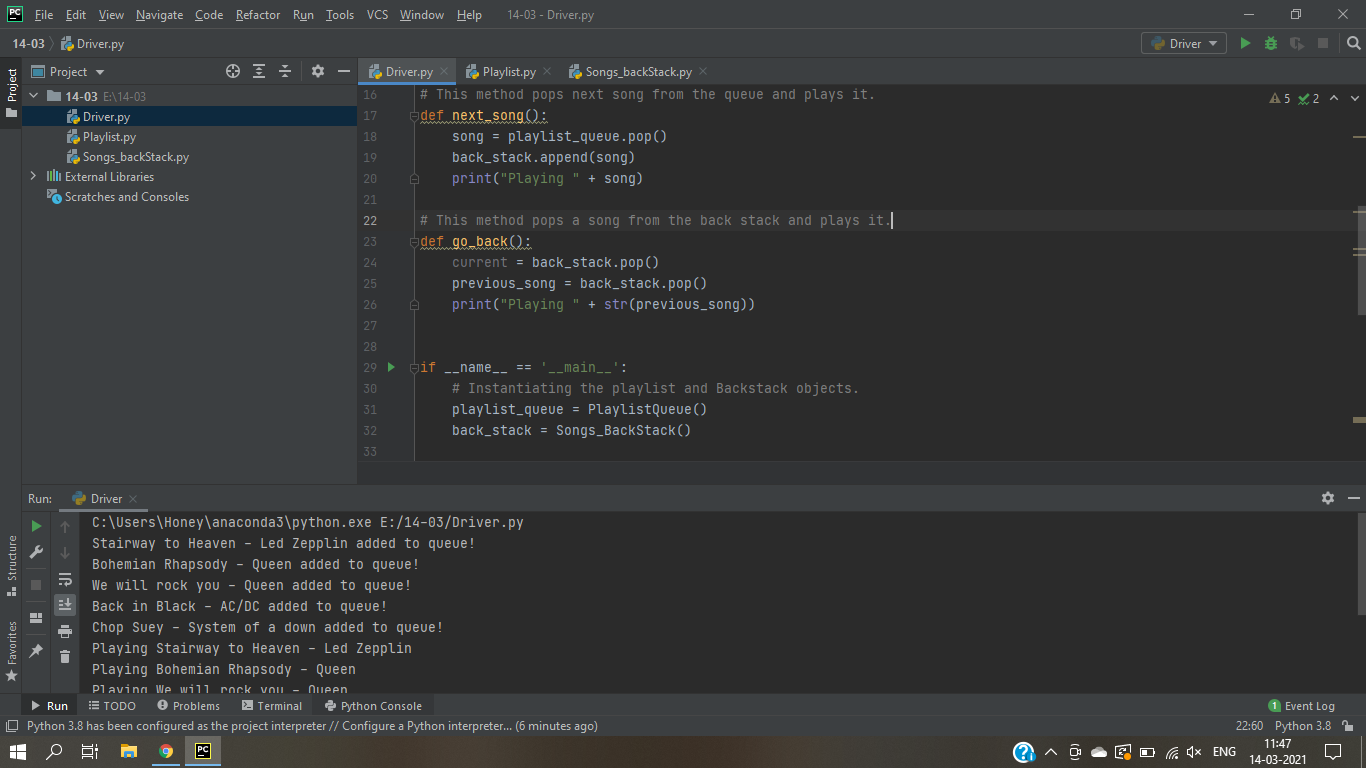 PC File Edit View Navigate Code Refactor Run Tools VCS Window Help 14-03 - Driver.py
14-03 Driver.py Driver
Project Driver.py Playlist.py Songs_backStack.py
Project
14-03 E:\14-03
Driver.py
Playlist.py
Songs_backStack.py
External Libraries
Scratches and Consoles
5 2
16 # This method pops next song from the queue and plays it.
17 def next_song():
18 song = playlist_queue.pop()
19 back_stack.append(song)
20 print("Playing " + song)
21
22 # This method pops a song from the back stack and plays it.
23 def go_back():
24 current = back_stack.pop()
25 previous_song = back_stack.pop()
26 print("Playing " + str(previous_song))
27
28
29 if __name__ == '__main__':
30 # Instantiating the playlist and Backstack objects.
31 playlist_queue = PlaylistQueue()
32 back_stack = Songs_BackStack()
33
Run: Driver
C:\Users\Honey\anaconda3\python.exe E:/14-03/Driver.py
Stairway to Heaven - Led Zepplin added to queue!
Bohemian Rhapsody - Queen added to queue!
We will rock you - Queen added to queue!
Back in Black - AC/DC added to queue!
Chop Suey - System of a down added to queue!
Playing Stairway to Heaven - Led Zepplin
Playing Bohemian Rhapsody - Queen
Playing We will rock you - Queen
Structure
Favorites
Run TODO Problems Terminal Python Console 1 Event Log
Python 3.8 has been configured as the project interpreter // Configure a Python interpreter... (6 minutes ago) 22:60 Python 3.8
PC ? ENG 11:47
14-03-2021